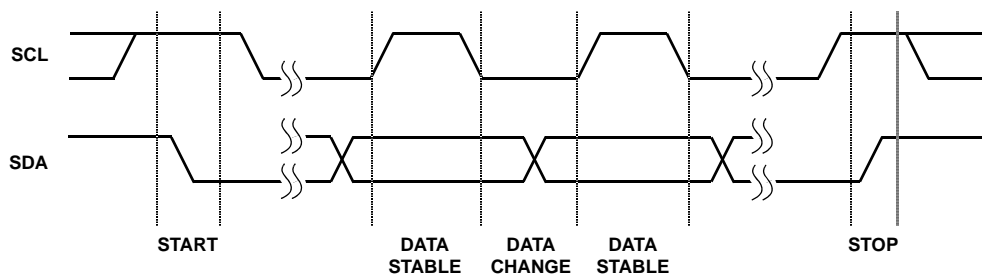 SCL
SDA
START
DATA
STABLE
DATA
CHANGE
DATA
STABLE
STOP